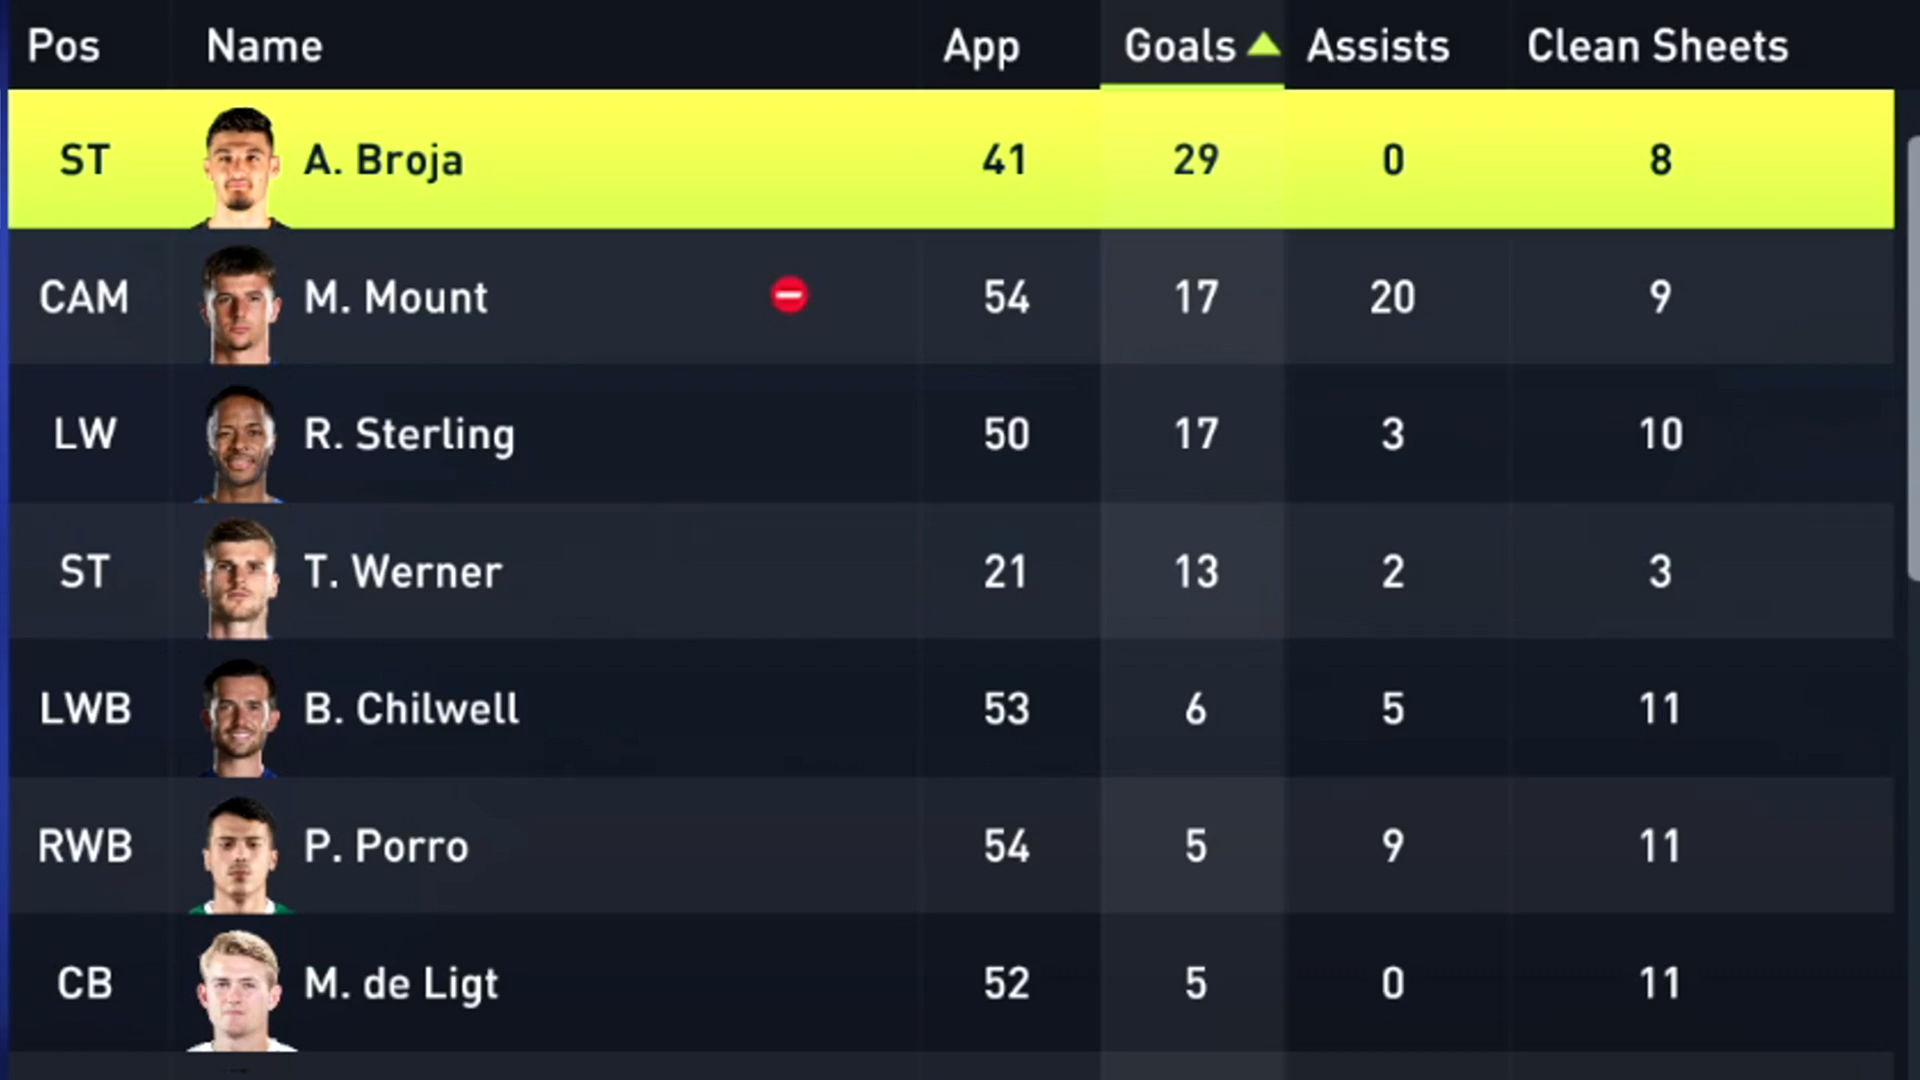 Pos Name App Goals Assists Clean Sheets
ST A. Broja 41 29 0 8
CAM M. Mount 54 17 20 9
LW R. Sterling 50 17 3 10
ST T. Werner 21 13 2 3
LWB B. Chilwell 53 6 5 11
RWB P. Porro 54 5 9 11
CB M. de Ligt 52 5 0 11